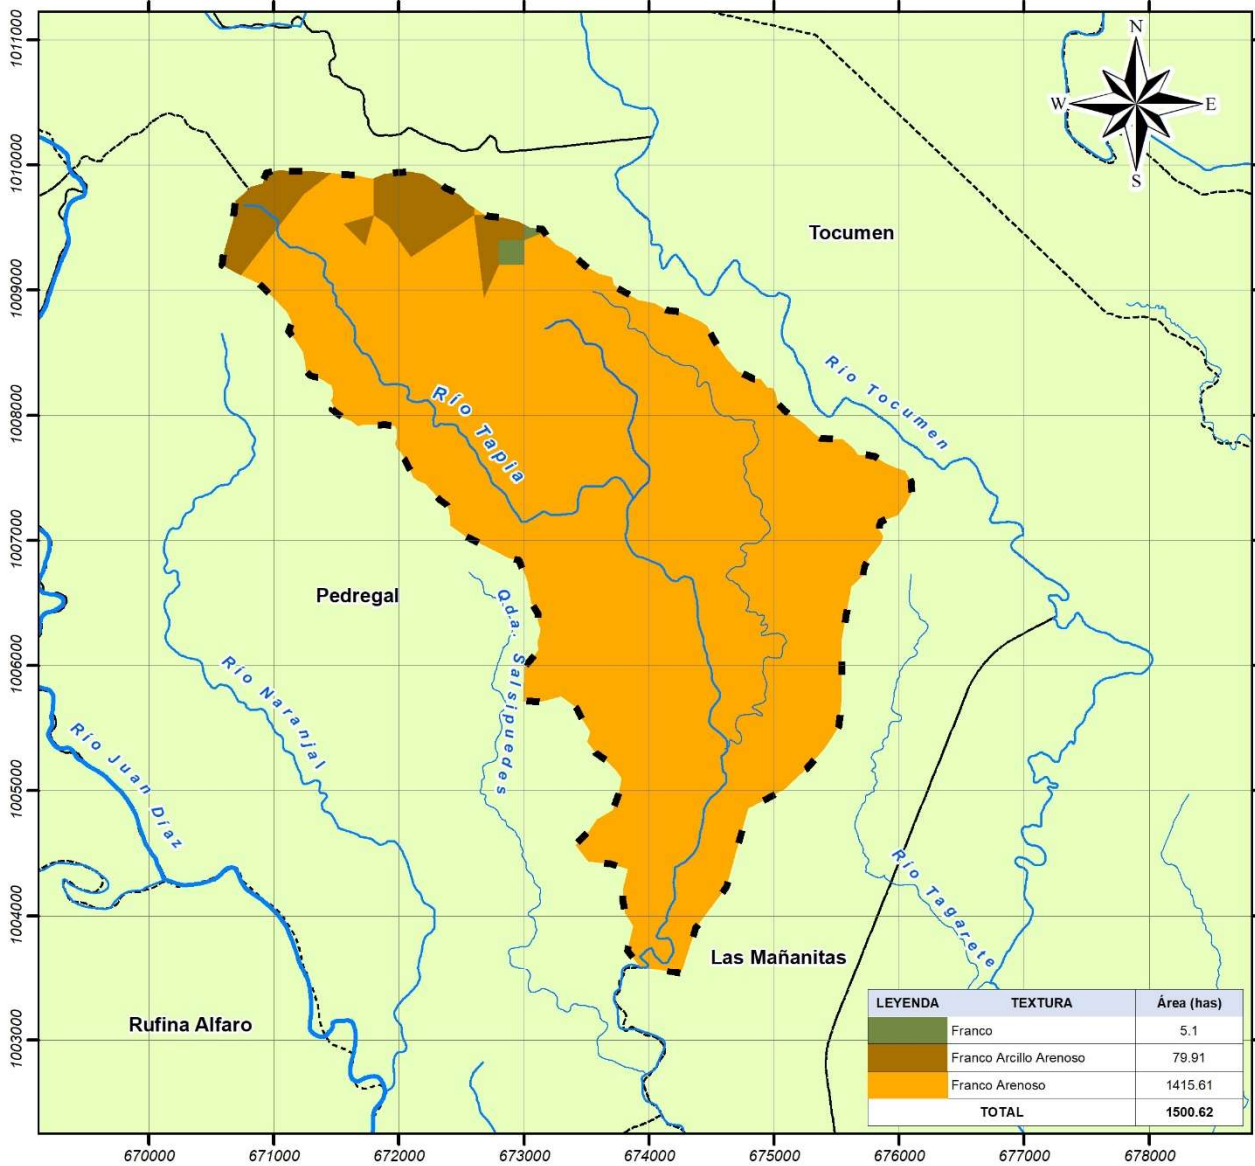 1011000
1010000
1009000
1008000
1007000
1006000
1005000
1004000
1003000
N
W
E
S
Tocumen
Río Tocumen
Río Tapia
Pedregal
Qda. Salsipuedes
Río Naranjal
Río Juan Díaz
Río Tagarete
Las Mañanitas
Rufina Alfaro
LEYENDA TEXTURA Área (has)
Franco 5.1
Franco Arcillo Arenoso 79.91
Franco Arenoso 1415.61
TOTAL 1500.62
670000 671000 672000 673000 674000 675000 676000 677000 678000